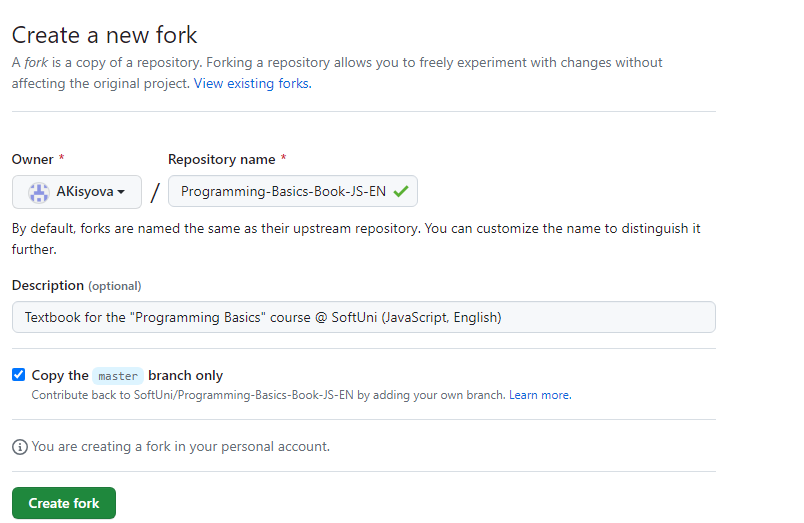 Create a new fork
A fork is a copy of a repository. Forking a repository allows you to freely experiment with changes without
affecting the original project. View existing forks.
Owner * Repository name *
AKisyova / Programming-Basics-Book-JS-EN
By default, forks are named the same as their upstream repository. You can customize the name to distinguish it
further.
Description (optional)
Textbook for the "Programming Basics" course @ SoftUni (JavaScript, English)
Copy the master branch only
Contribute back to SoftUni/Programming-Basics-Book-JS-EN by adding your own branch. Learn more.
You are creating a fork in your personal account.
Create fork